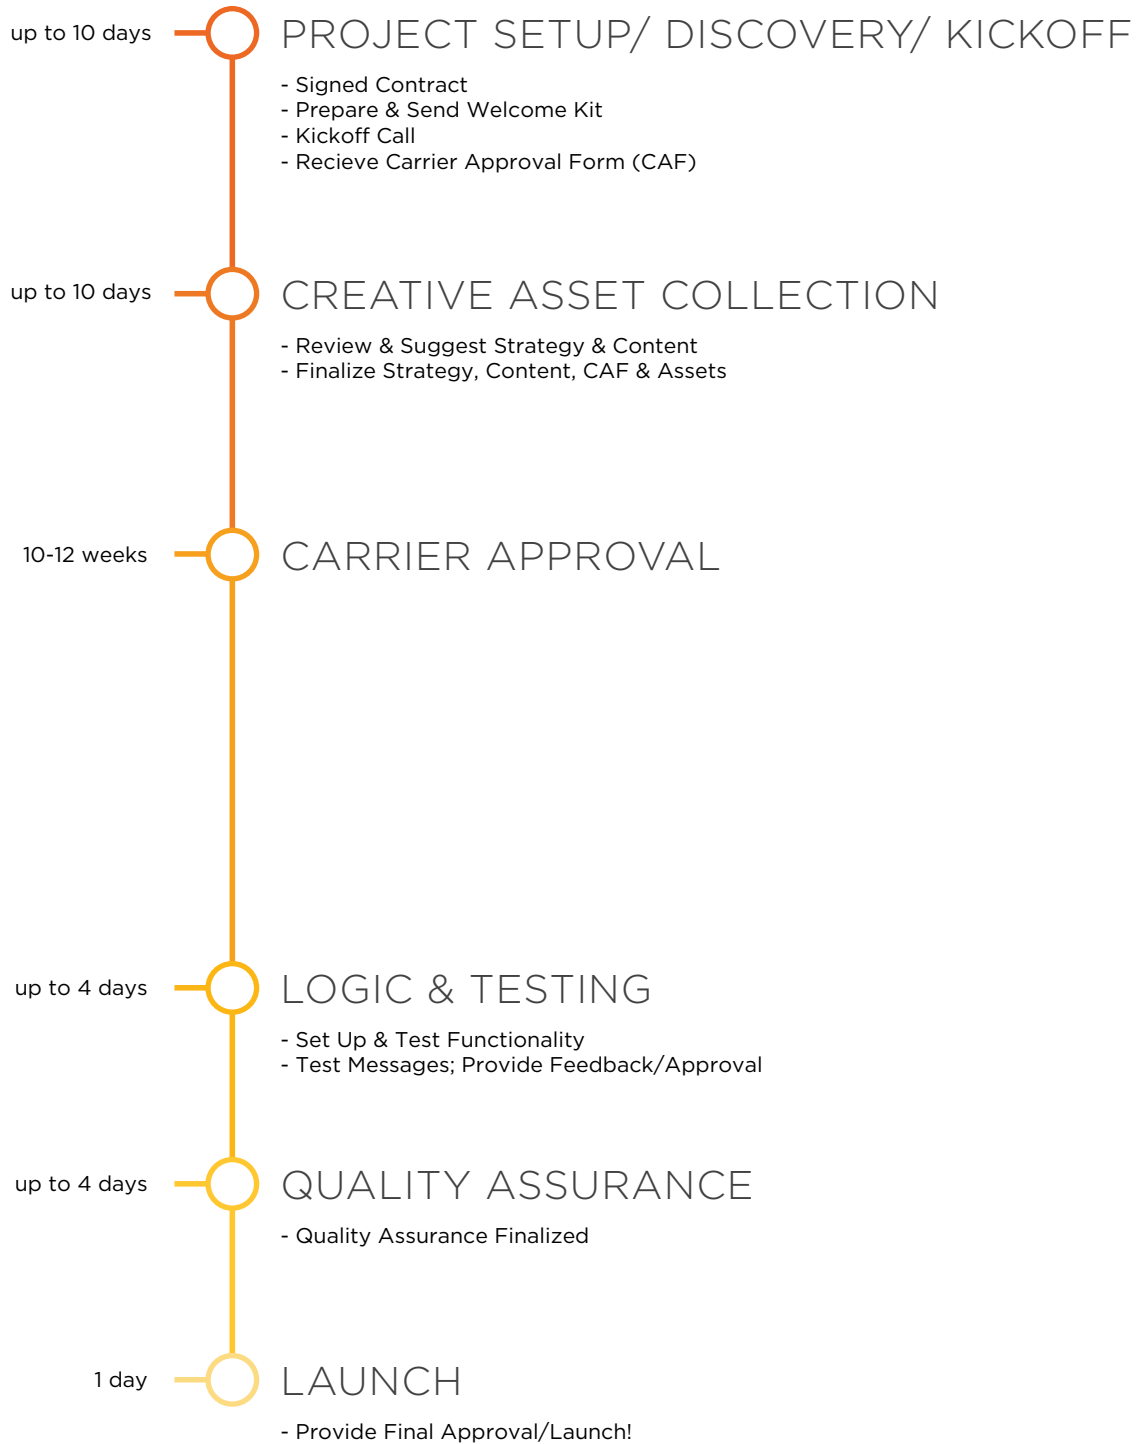 up to 10 days
PROJECT SETUP/ DISCOVERY/ KICKOFF
- Signed Contract
- Prepare & Send Welcome Kit
- Kickoff Call
- Recieve Carrier Approval Form (CAF)
up to 10 days
CREATIVE ASSET COLLECTION
- Review & Suggest Strategy & Content
- Finalize Strategy, Content, CAF & Assets
10-12 weeks
CARRIER APPROVAL
up to 4 days
LOGIC & TESTING
- Set Up & Test Functionality
- Test Messages; Provide Feedback/Approval
up to 4 days
QUALITY ASSURANCE
- Quality Assurance Finalized
1 day
LAUNCH
- Provide Final Approval/Launch!